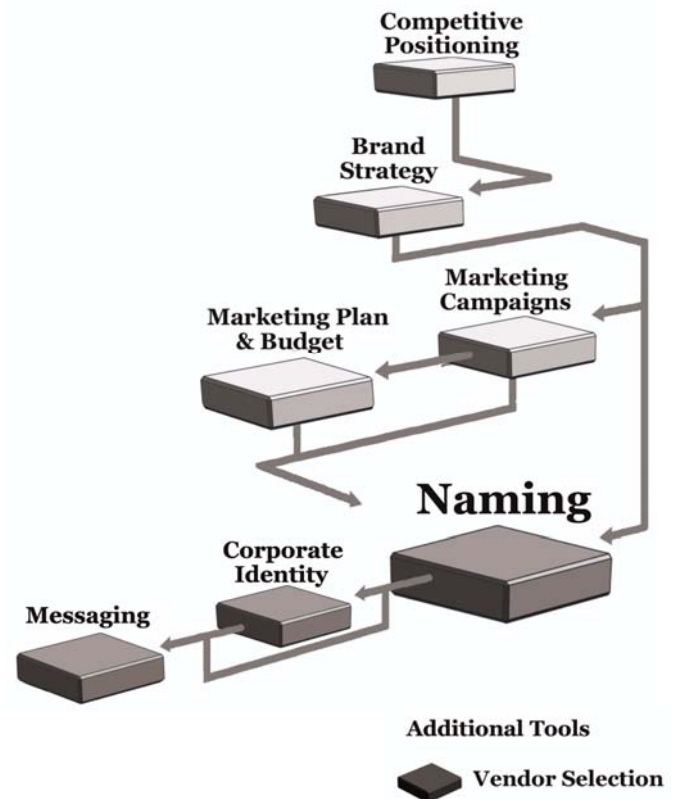 Competitive
Positioning
Brand
Strategy
Marketing
Campaigns
Marketing Plan
& Budget
Naming
Corporate
Identity
Messaging
Additional Tools
Vendor Selection